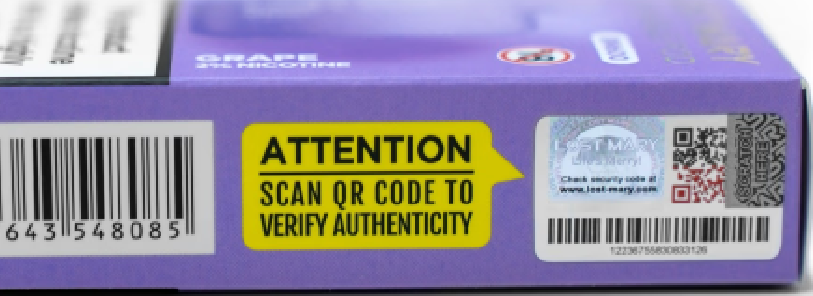 GRAPE
2% NICOTINE
ATTENTION
SCAN QR CODE TO
VERIFY AUTHENTICITY
643 548085
LOST MARY
Check security code at
www.lost-mary.com
SCRATCH
HERE